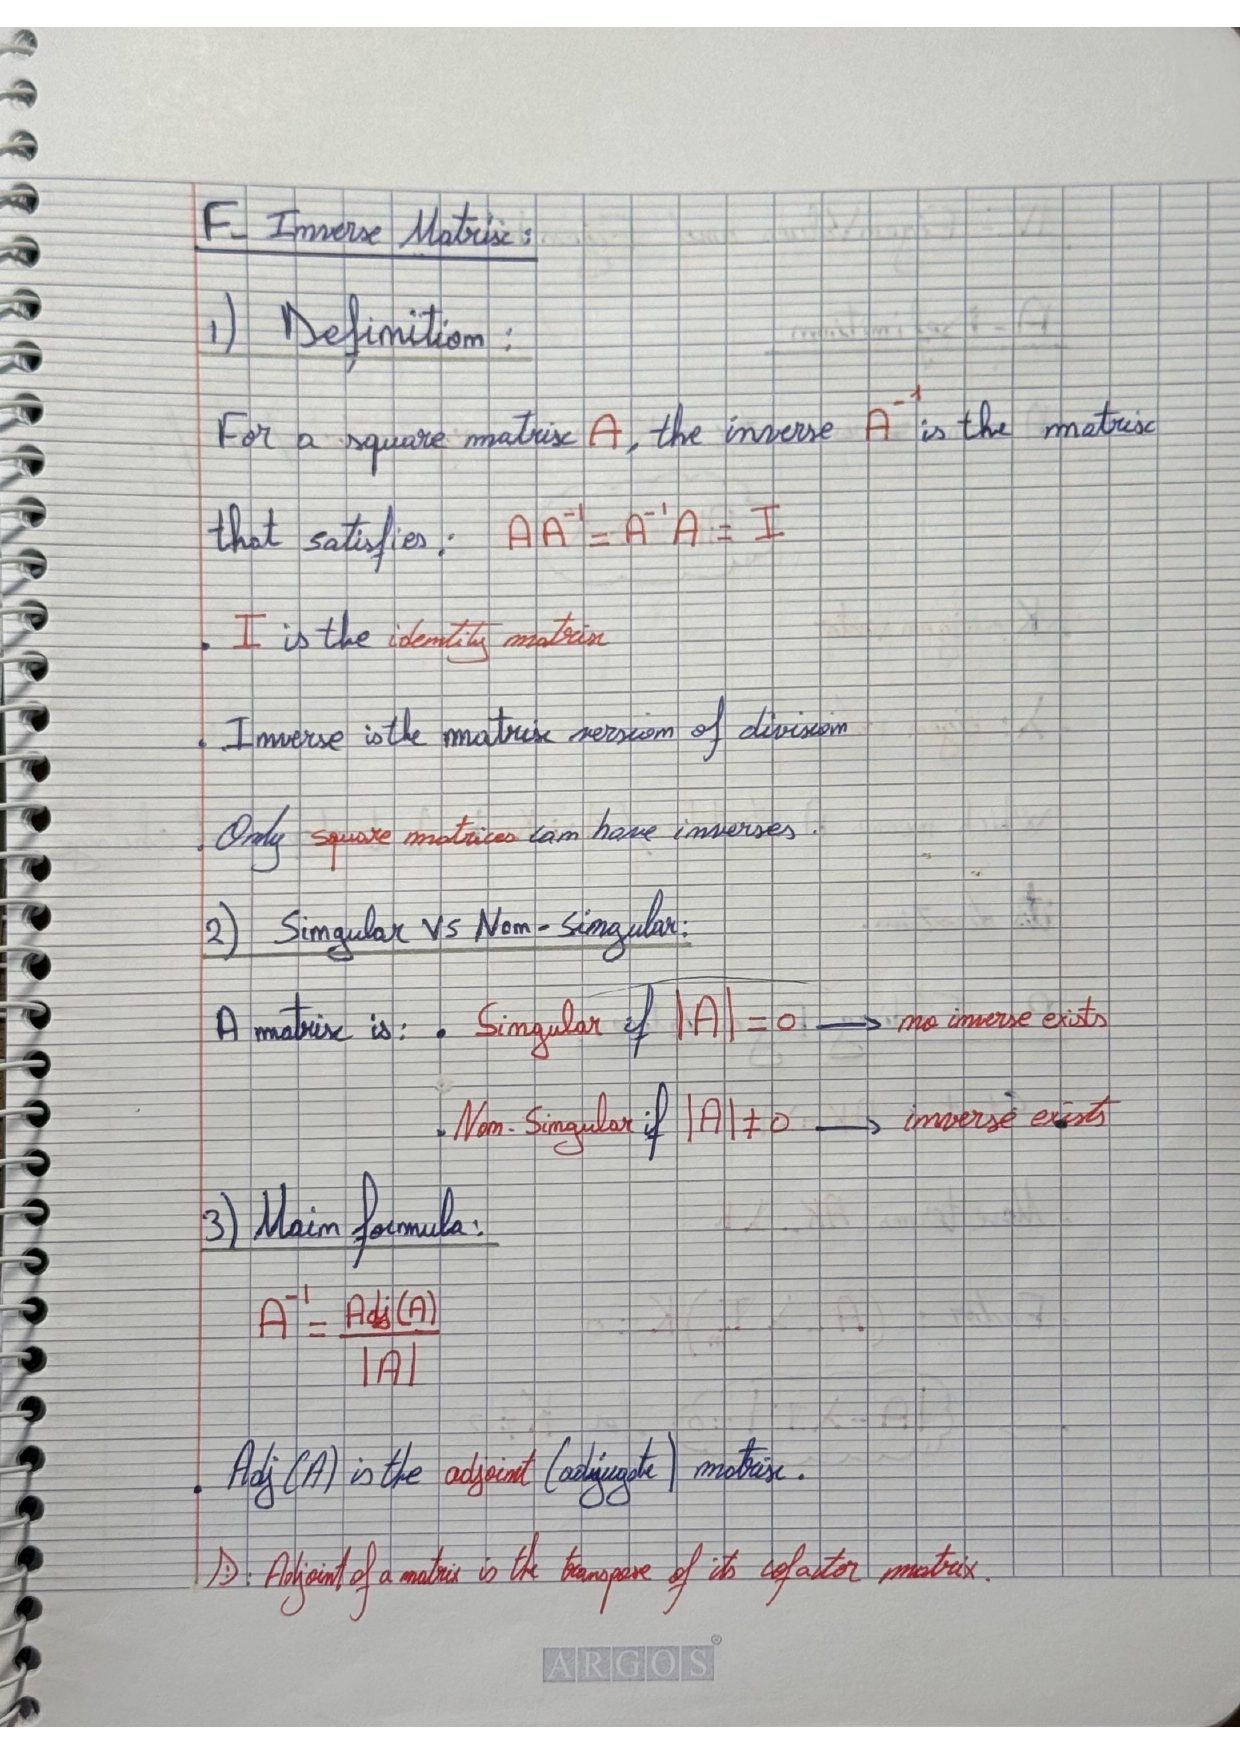 F- Inverse Matrix:
1) Definition:
For a square matrix A, the inverse A⁻¹ is the matrix
that satisfies: AA⁻¹ = A⁻¹A = I
. I is the identity matrix
. Inverse is the matrix version of division
. Only square matrices can have inverses.
2) Singular VS Non-singular:
A matrix is: . Singular if |A| = 0 → no inverse exists
. Non-Singular if |A| ≠ 0 → inverse exists
3) Main formula:
A⁻¹ = Adj(A) / |A|
. Adj(A) is the adjoint (adjugate) matrix.
⚠: Adjoint of a matrix is the transpose of its cofactor matrix.
ARGOS®